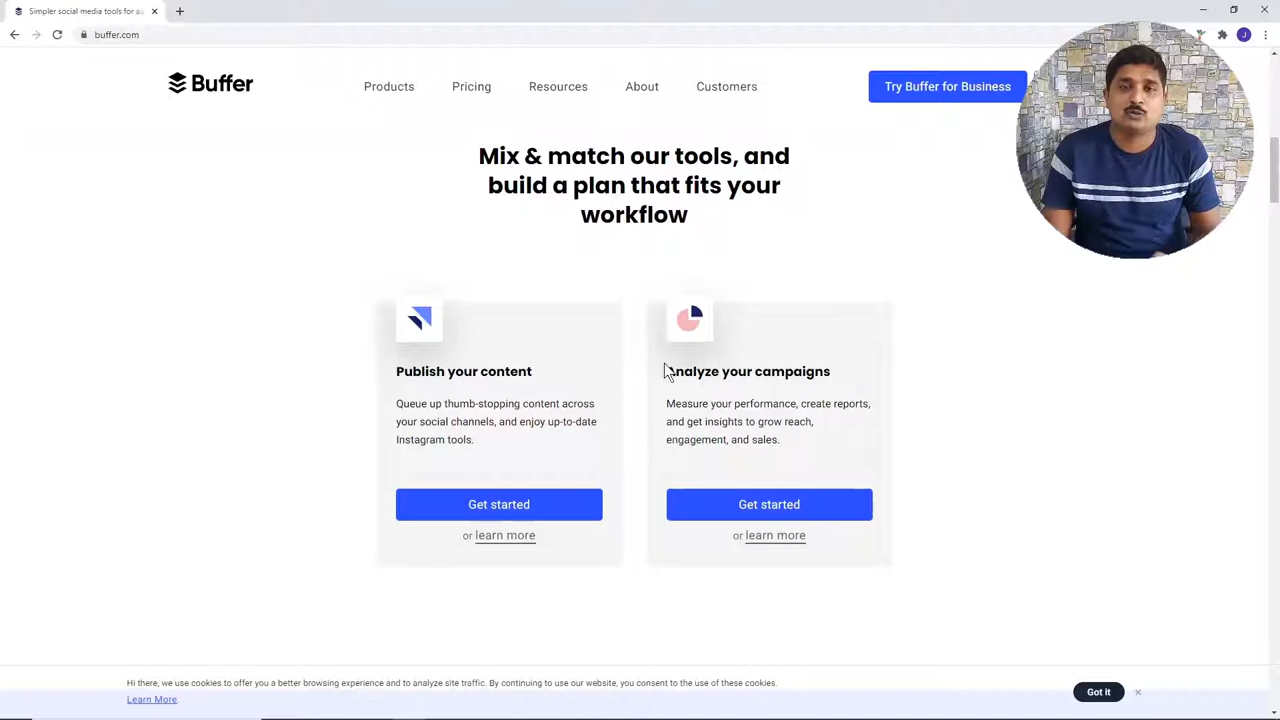 Simpler social media tools for au
buffer.com
J
Buffer
Products
Pricing
Resources
About
Customers
Try Buffer for Business
Mix & match our tools, and
build a plan that fits your
workflow
Publish your content
Queue up thumb-stopping content across
your social channels, and enjoy up-to-date
Instagram tools.
Get started
or learn more
Analyze your campaigns
Measure your performance, create reports,
and get insights to grow reach,
engagement, and sales.
Get started
or learn more
Hi there, we use cookies to offer you a better browsing experience and to analyze site traffic. By continuing to use our website, you consent to the use of these cookies.
Learn More.
Got it